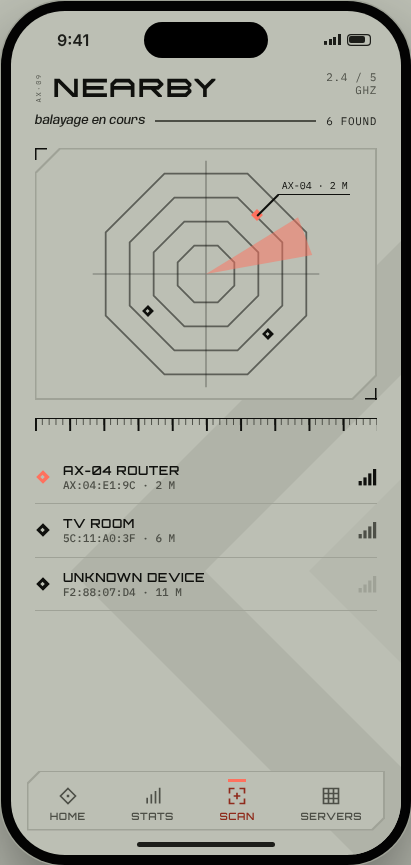 9:41
AX-09
NEARBY
2.4 / 5
GHZ
balayage en cours
6 FOUND
AX-04 · 2 M
AX-04 ROUTER
AX:04:E1:9C · 2 M
TV ROOM
5C:11:A0:3F · 6 M
UNKNOWN DEVICE
F2:88:07:D4 · 11 M
HOME
STATS
SCAN
SERVERS